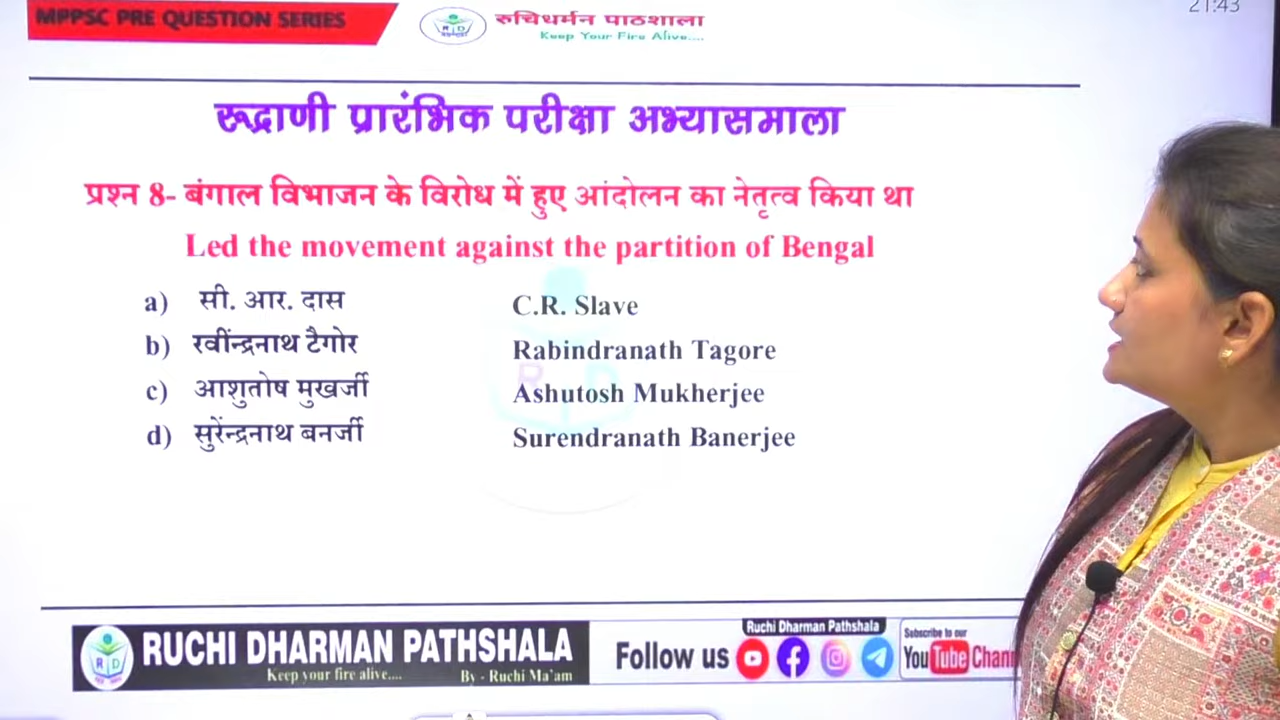 MPPSC PRE QUESTION SERIES
21:43
R D
रुचिधर्मन पाठशाला
Keep Your Fire Alive....
रूद्राणी प्रारंभिक परीक्षा अभ्यासमाला
प्रश्न 8- बंगाल विभाजन के विरोध में हुए आंदोलन का नेतृत्व किया था
Led the movement against the partition of Bengal
a) सी. आर. दास C.R. Slave
b) रवींन्द्रनाथ टैगोर Rabindranath Tagore
c) आशुतोष मुखर्जी Ashutosh Mukherjee
d) सुरेंन्द्रनाथ बनर्जी Surendranath Banerjee
R D
Ruchi Dharman Pathshala
R D
RUCHI DHARMAN PATHSHALA
Keep your fire alive.... By - Ruchi Ma'am
Follow us
Subscribe to our
YouTube Chann